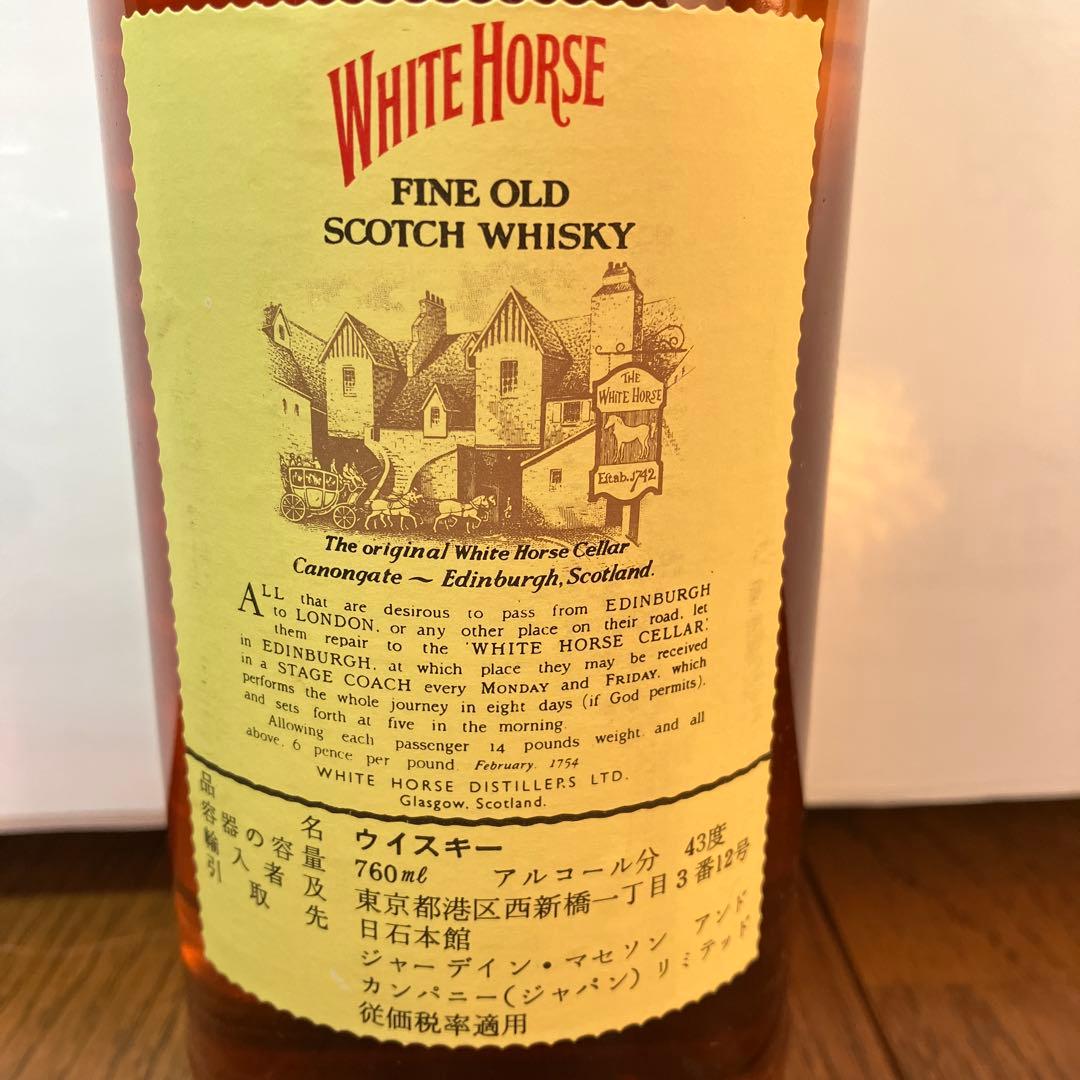 WHITE HORSE
FINE OLD
SCOTCH WHISKY
THE
WHITE HORSE
Estab. 1742
The original White Horse Cellar
Canongate ~ Edinburgh, Scotland.
ALL that are desirous to pass from EDINBURGH
to LONDON, or any other place on their road, let
them repair to the 'WHITE HORSE CELLAR'
in EDINBURGH, at which place they may be received
in a STAGE COACH every MONDAY and FRIDAY, which
performs the whole journey in eight days (if God permits),
and sets forth at five in the morning.
Allowing each passenger 14 pounds weight, and all
above, 6 pence per pound. February, 1754
WHITE HORSE DISTILLERS LTD.
Glasgow, Scotland.
品名 ウイスキー
容器の容量 760ml アルコール分 43度
輸入者及 東京都港区西新橋一丁目3番12号
引取先 日石本館
ジャーデイン・マセソン アンド
カンパニー(ジャパン)リミテッド
従価税率適用